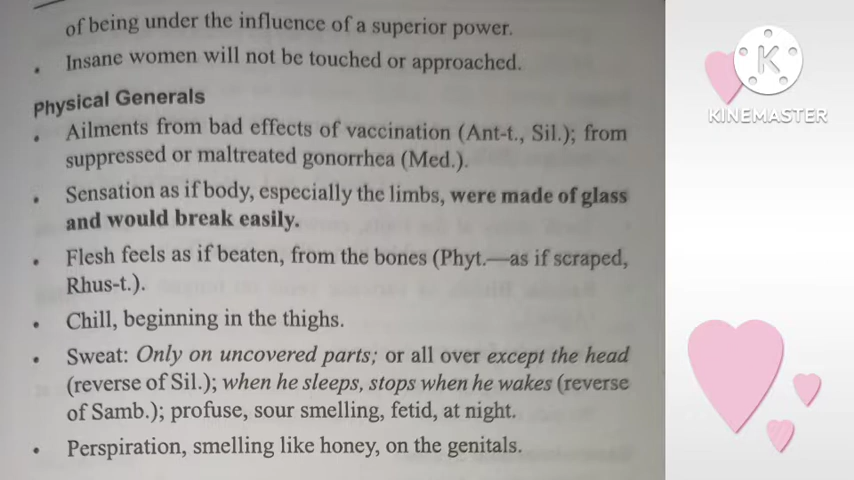 of being under the influence of a superior power.
• Insane women will not be touched or approached.
Physical Generals
• Ailments from bad effects of vaccination (Ant-t., Sil.); from
suppressed or maltreated gonorrhea (Med.).
• Sensation as if body, especially the limbs, were made of glass
and would break easily.
• Flesh feels as if beaten, from the bones (Phyt.—as if scraped,
Rhus-t.).
• Chill, beginning in the thighs.
• Sweat: Only on uncovered parts; or all over except the head
(reverse of Sil.); when he sleeps, stops when he wakes (reverse
of Samb.); profuse, sour smelling, fetid, at night.
• Perspiration, smelling like honey, on the genitals.
K
KINEMASTER